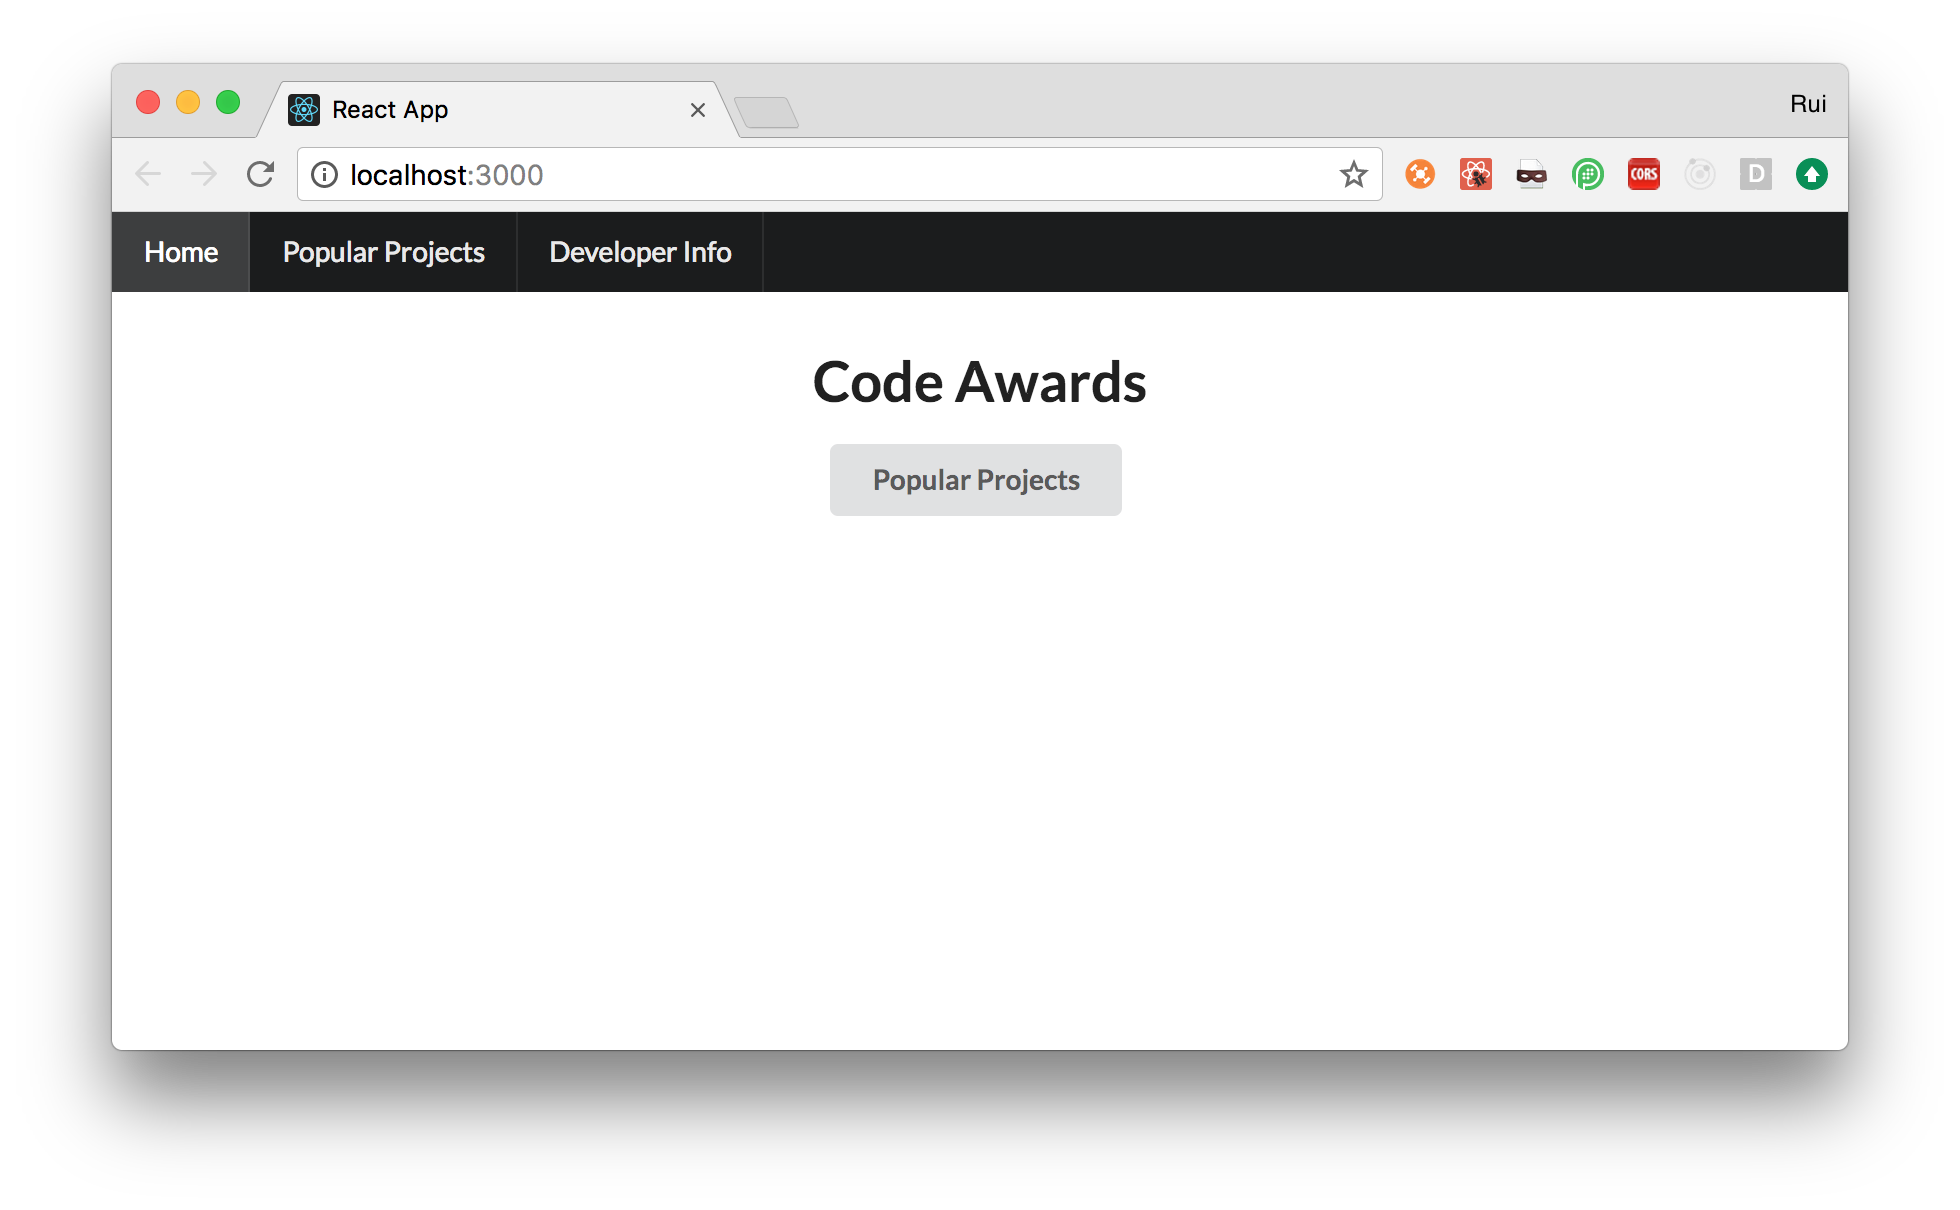 React App
Rui
localhost:3000
CORS
D
Home Popular Projects Developer Info
Code Awards
Popular Projects